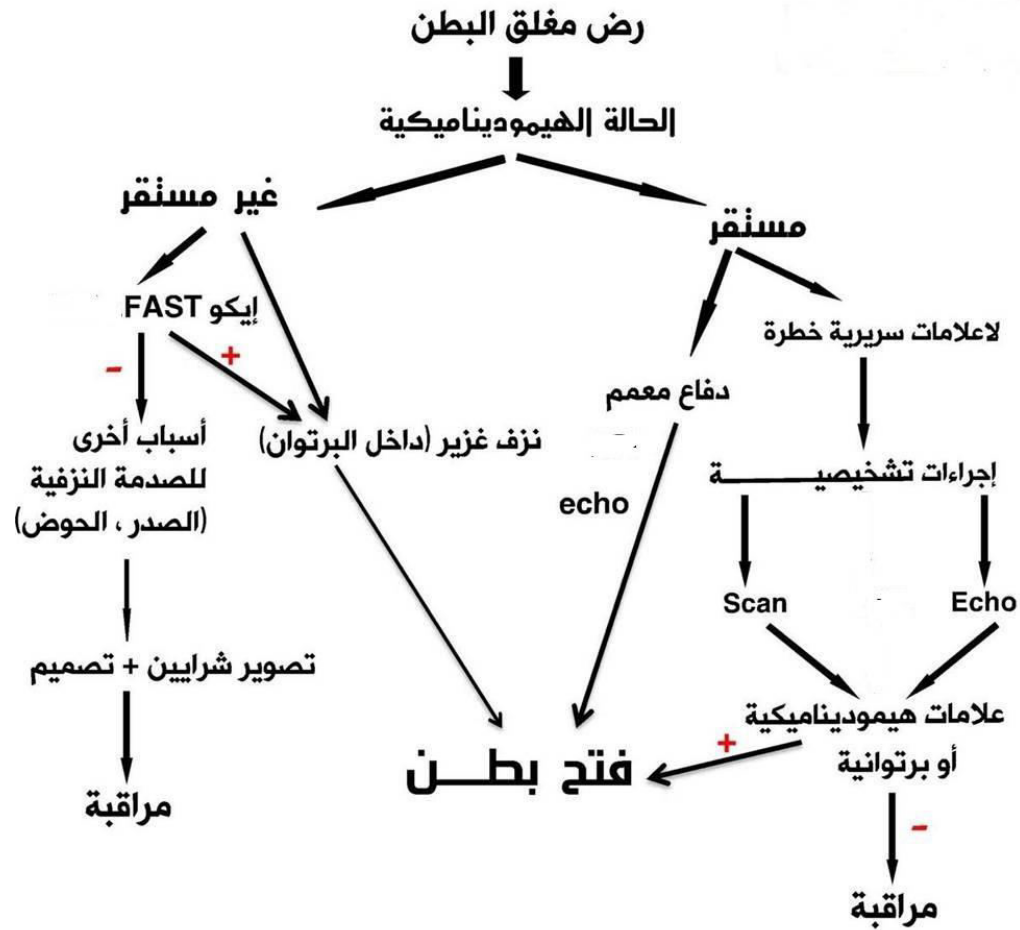 رض مغلق البطن
الحالة الهيموديناميكية
مستقر
غير مستقر
إيكو FAST
لاعلامات سريرية خطرة
+
-
دفاع معمم
نزف غزير (داخل البرتوان)
أسباب أخرى
للصدمة النزفية
(الصدر ، الحوض)
إجراءات تشخيصيـــــــة
echo
Echo
Scan
تصوير شرايين + تصميم
علامات هيموديناميكية
أو برتوانية
+
فتح بطــن
مراقبة
-
مراقبة